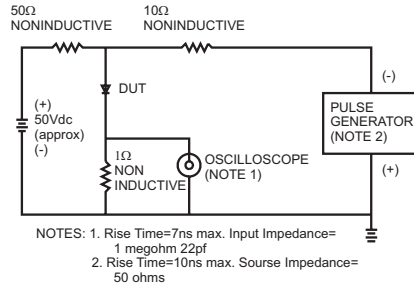 50Ω
NONINDUCTIVE
10Ω
NONINDUCTIVE
DUT
(+)
50Vdc
(approx)
(-)
1Ω
NON
INDUCTIVE
OSCILLOSCOPE
(NOTE 1)
(-)
PULSE
GENERATOR
(NOTE 2)
(+)
NOTES: 1. Rise Time=7ns max. Input Impedance=
1 megohm 22pf
2. Rise Time=10ns max. Sourse Impedance=
50 ohms